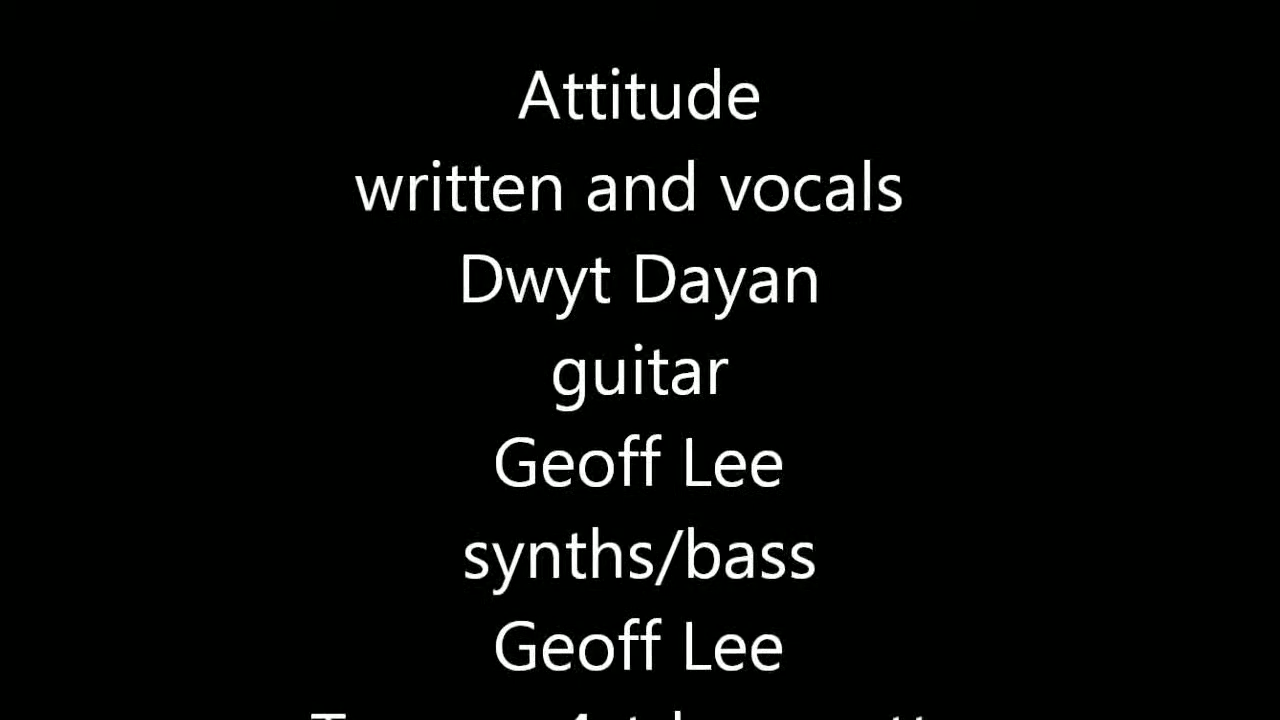 Attitude
written and vocals
Dwyt Dayan
guitar
Geoff Lee
synths/bass
Geoff Lee